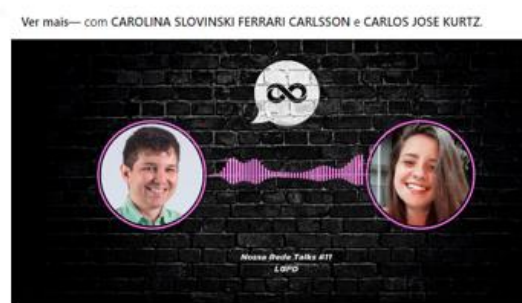 Ver mais— com CAROLINA SLOVINSKI FERRARI CARLSSON e CARLOS JOSE KURTZ.
Nossa Rede Talks #11
LGPD